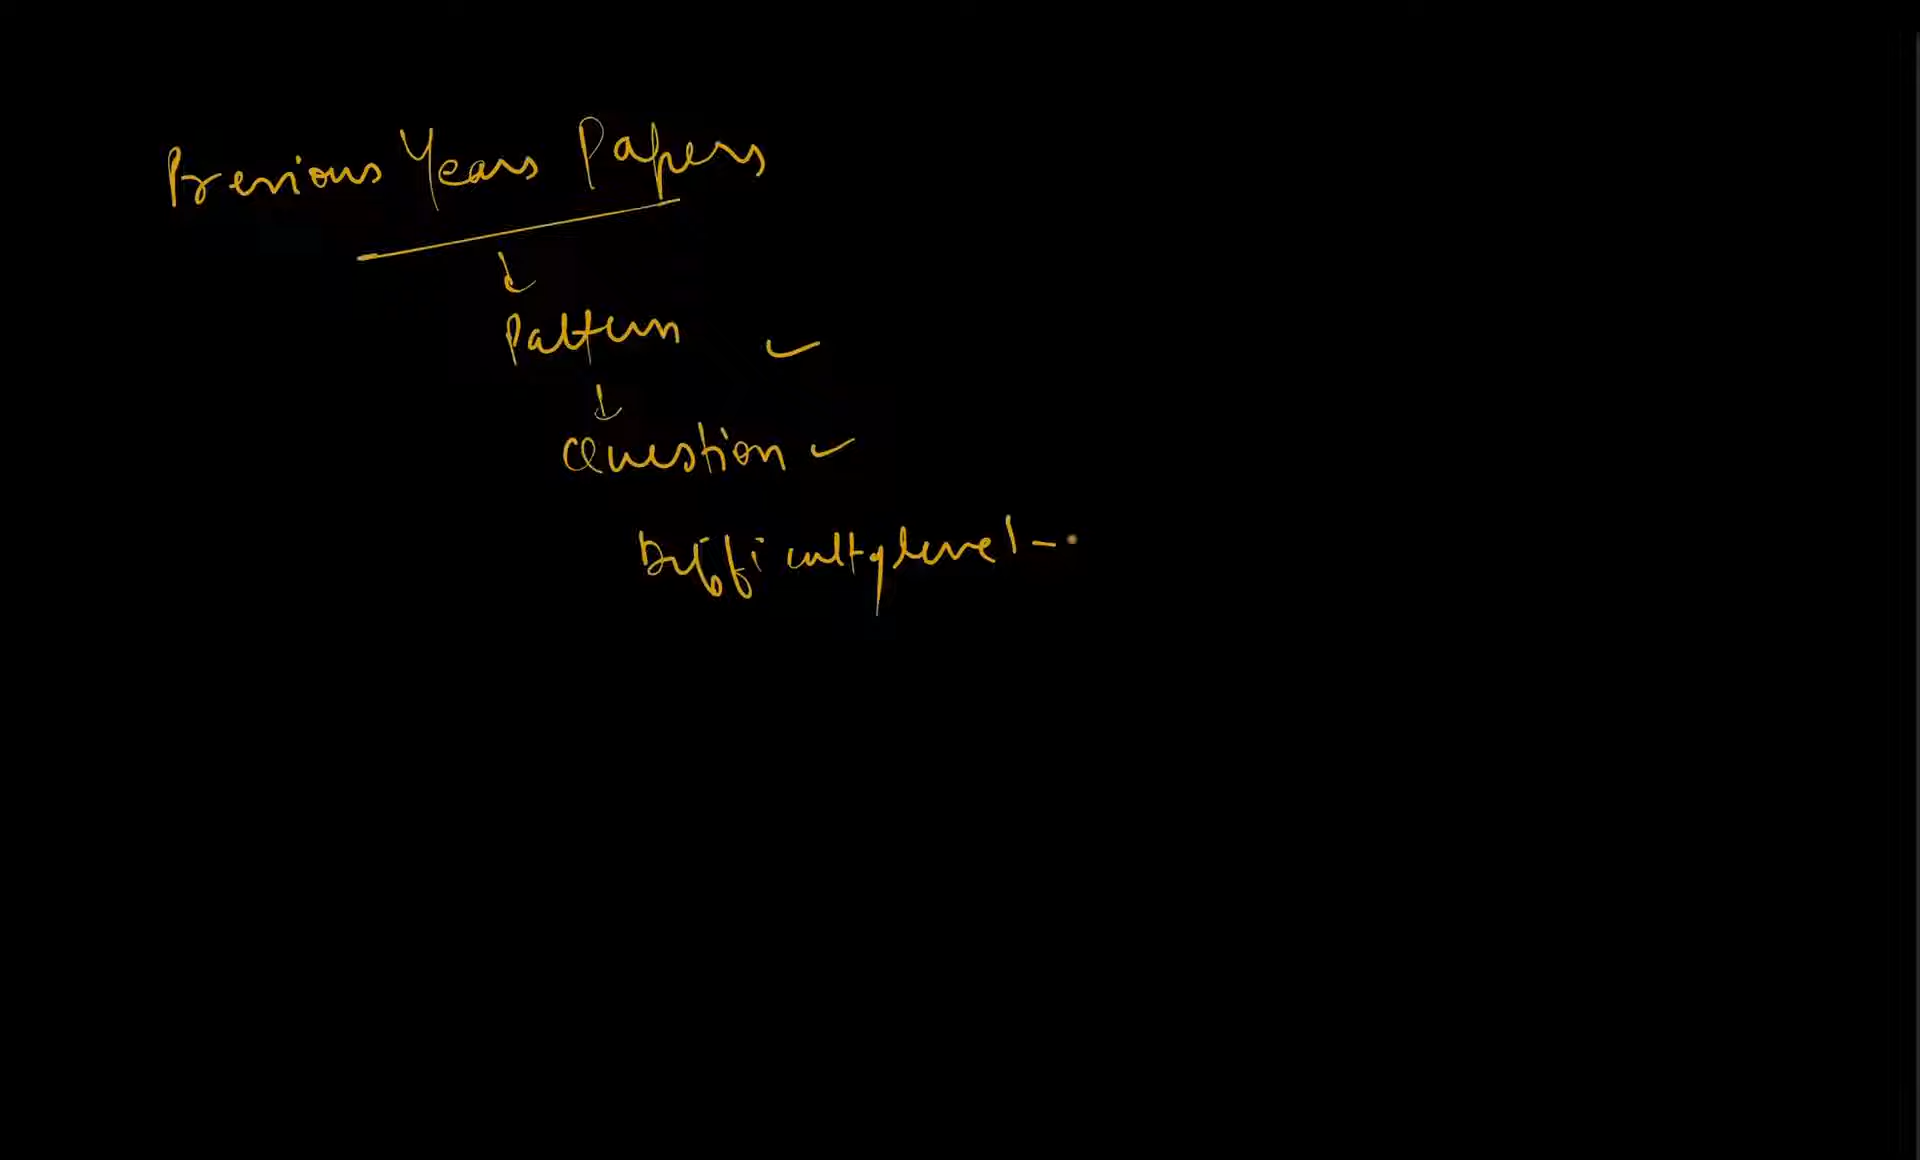 Previous Years Papers
↓
Pattern ✓
↓
Question ✓
Difficulty level -